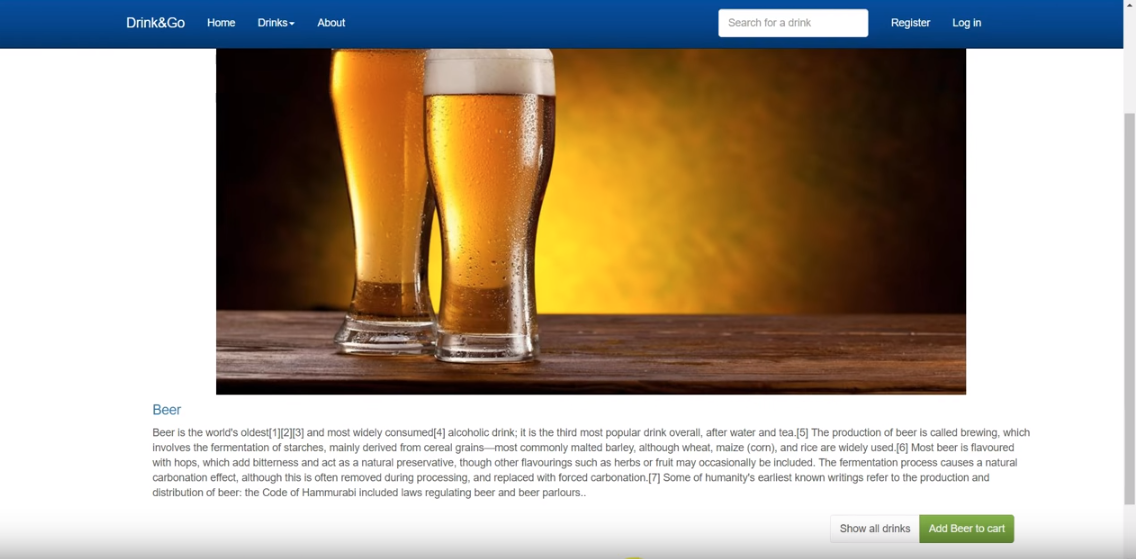 Drink&Go Home Drinks About Search for a drink Register Log in
Beer
Beer is the world's oldest[1][2][3] and most widely consumed[4] alcoholic drink; it is the third most popular drink overall, after water and tea.[5] The production of beer is called brewing, which
involves the fermentation of starches, mainly derived from cereal grains—most commonly malted barley, although wheat, maize (corn), and rice are widely used.[6] Most beer is flavoured
with hops, which add bitterness and act as a natural preservative, though other flavourings such as herbs or fruit may occasionally be included. The fermentation process causes a natural
carbonation effect, although this is often removed during processing, and replaced with forced carbonation.[7] Some of humanity's earliest known writings refer to the production and
distribution of beer: the Code of Hammurabi included laws regulating beer and beer parlours..
Show all drinks Add Beer to cart